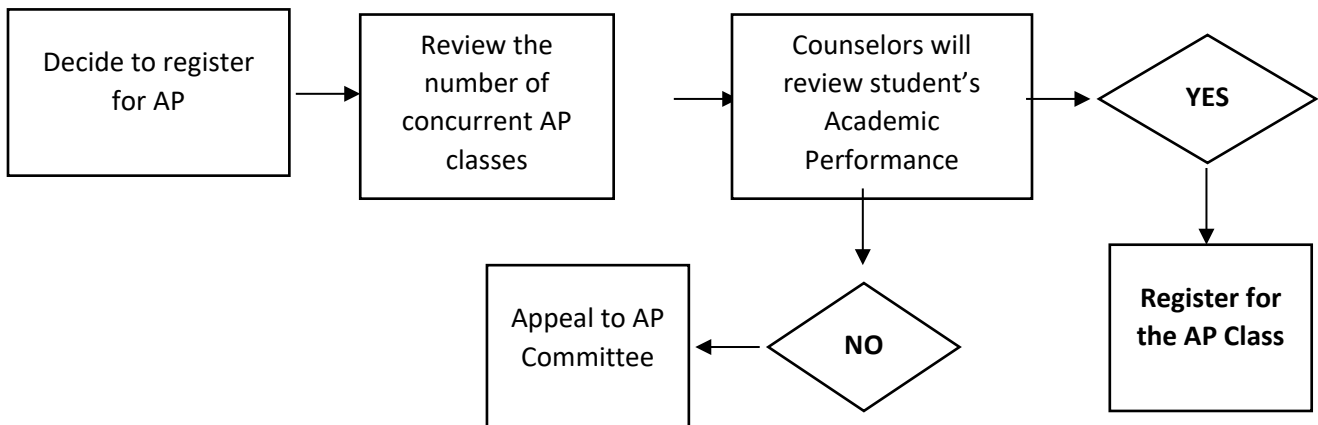 Decide to register
for AP
Review the
number of
concurrent AP
classes
Counselors will
review student’s
Academic
Performance
YES
Register for
the AP Class
NO
Appeal to AP
Committee